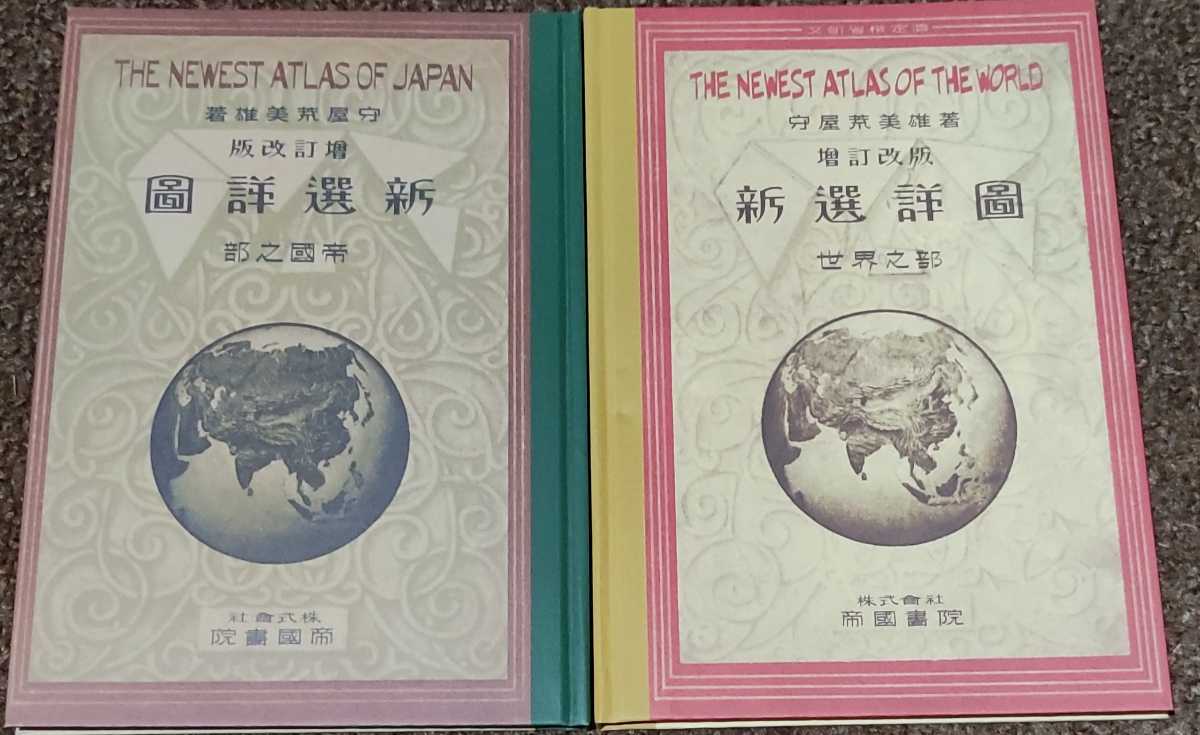 THE NEWEST ATLAS OF JAPAN
守屋荒美雄著
增訂改版
新選詳圖
帝國之部
株式會社
帝國書院
文部省檢定濟
THE NEWEST ATLAS OF THE WORLD
守屋荒美雄著
增訂改版
新選詳圖
世界之部
株式會社
帝國書院